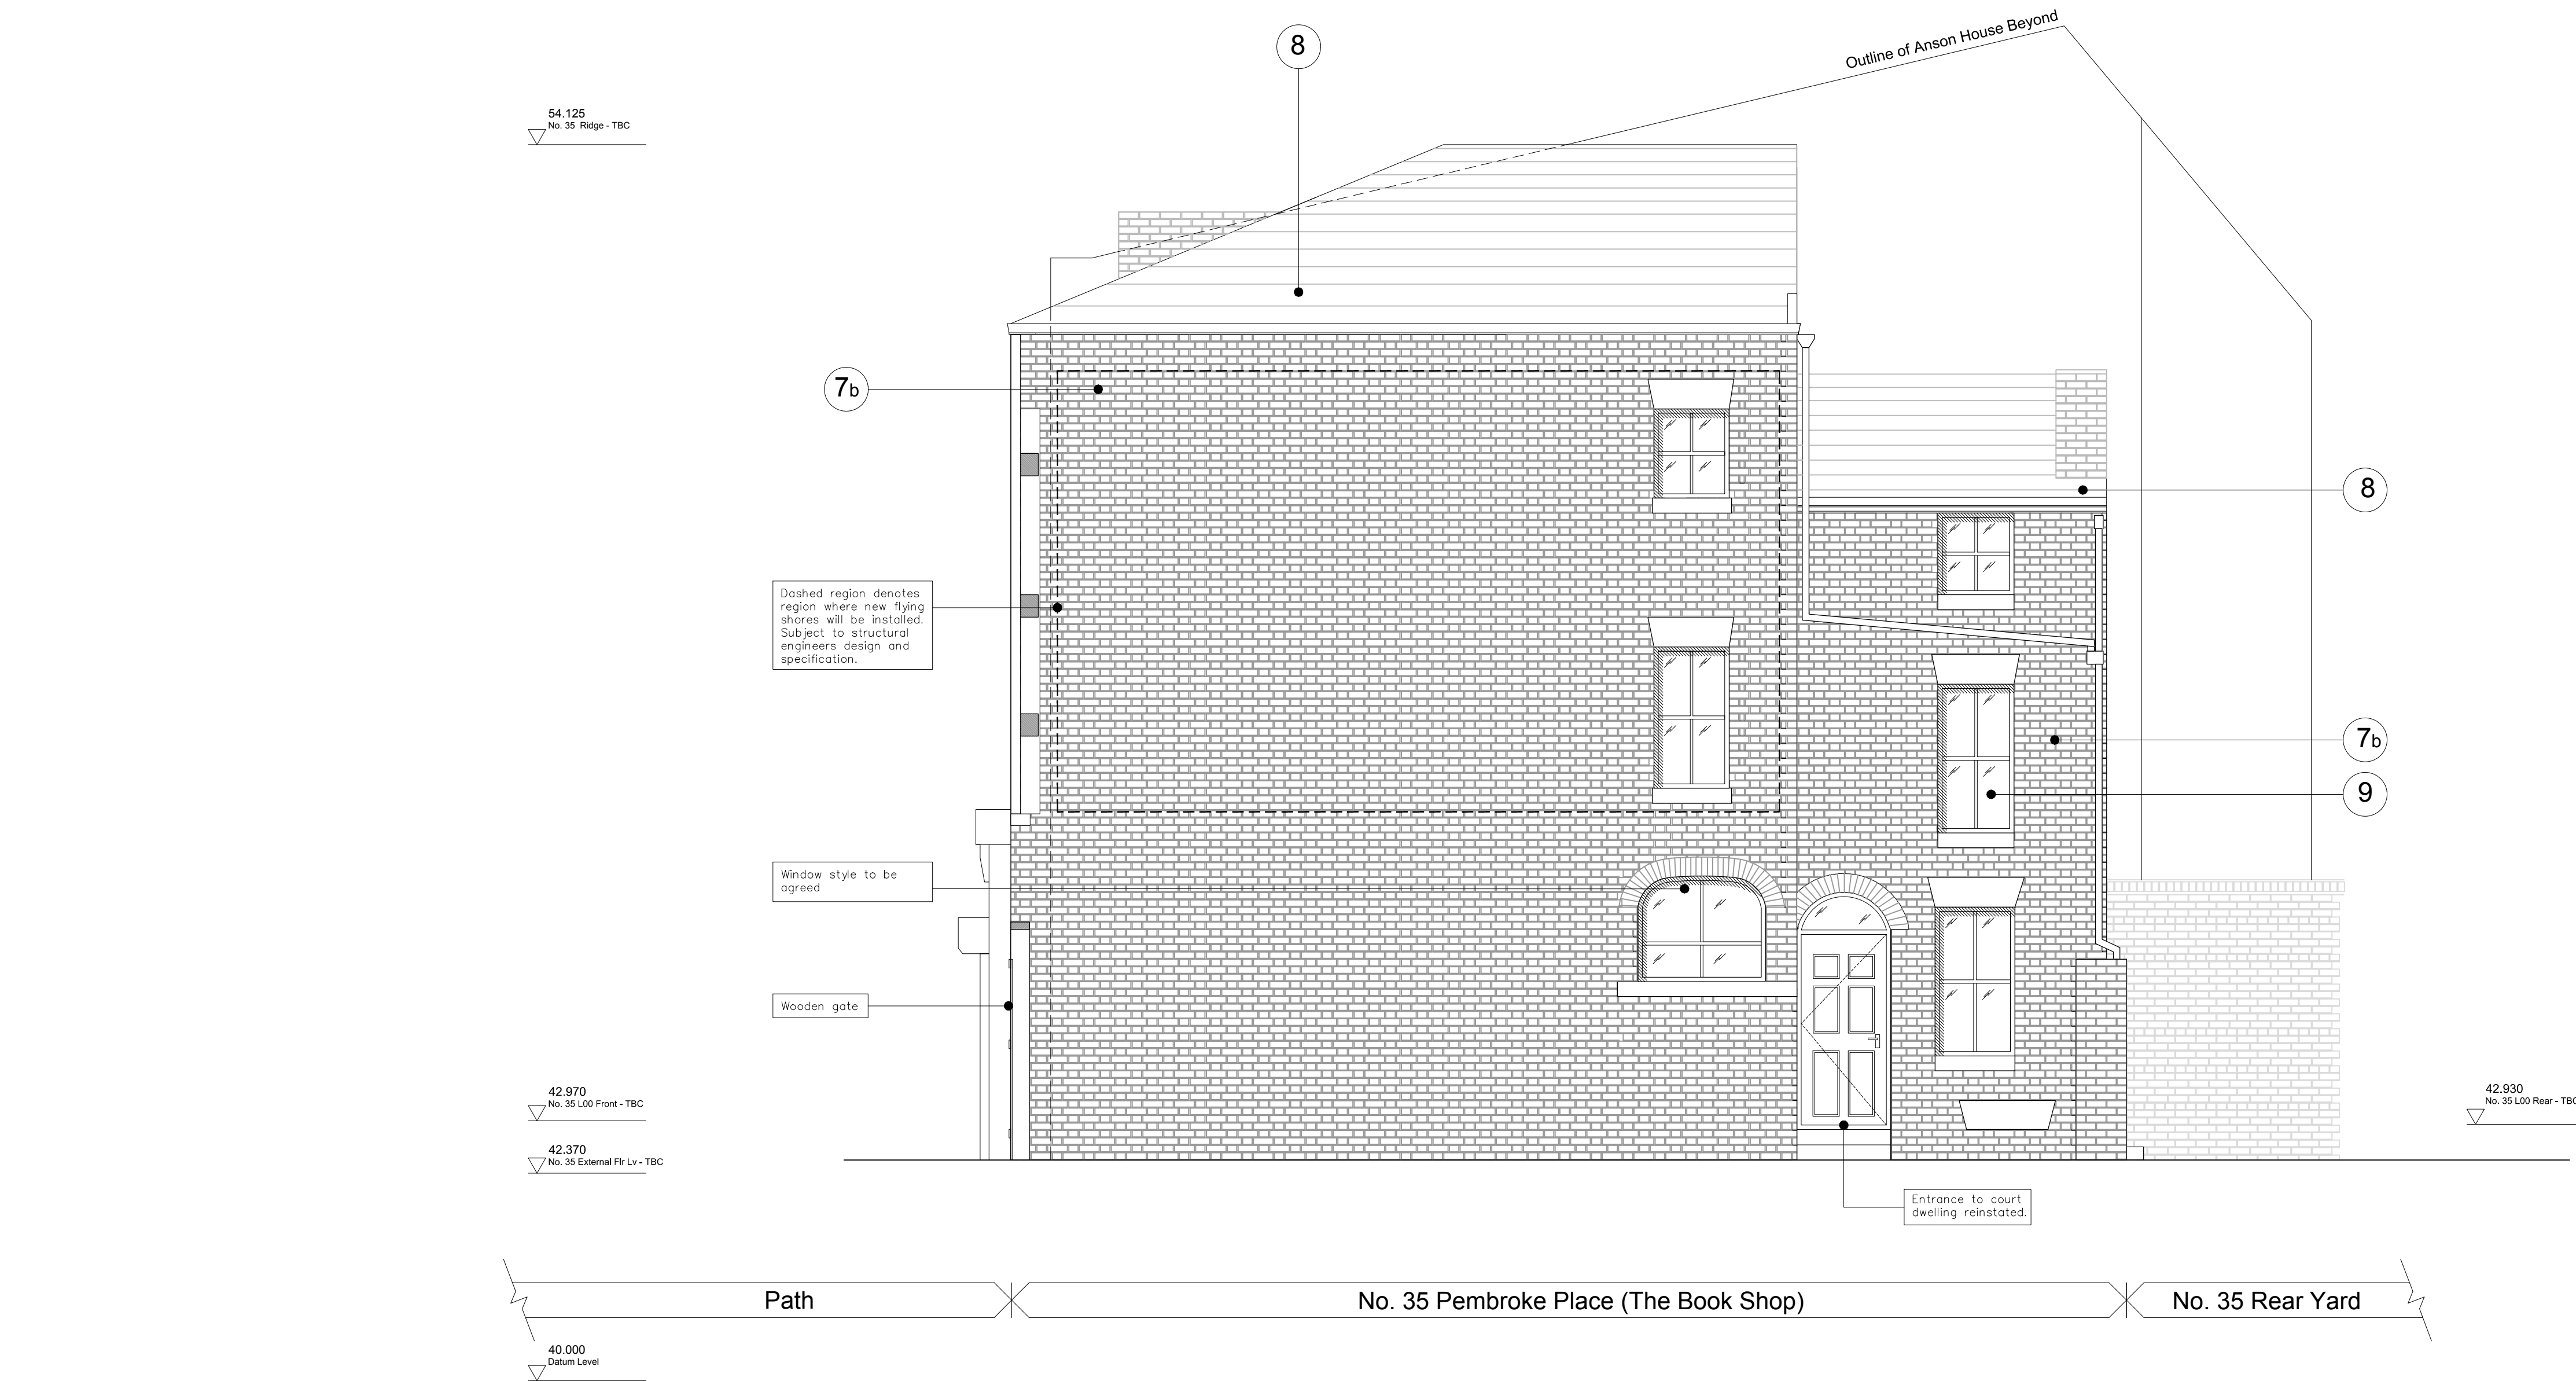 Outline of Anson House Beyond
8
54.125
No. 35 Ridge - TBC
7b
8
Dashed region denotes
region where new flying
shores will be installed.
Subject to structural
engineers design and
specification.
7b
9
Window style to be
agreed
Wooden gate
42.970
No. 35 L00 Front - TBC
42.930
No. 35 L00 Rear - TBC
42.370
No. 35 External Flr Lv - TBC
Entrance to court
dwelling reinstated.
Path
No. 35 Pembroke Place (The Book Shop)
No. 35 Rear Yard
40.000
Datum Level